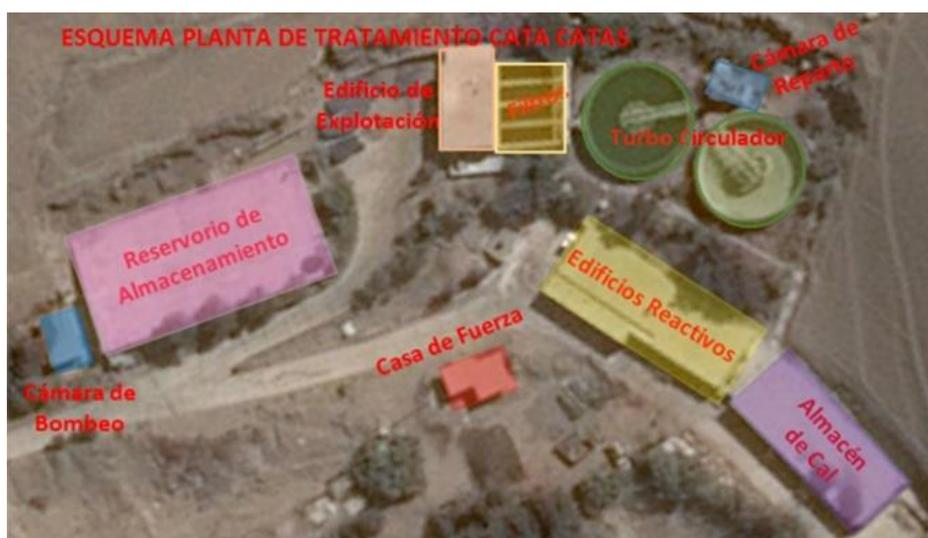 ESQUEMA PLANTA DE TRATAMIENTO CATA CATAS
Edificio de
Explotación
Filtros
Turbo Circulador
Cámara de
Reparto
Reservorio de
Almacenamiento
Edificios Reactivos
Casa de Fuerza
Cámara de
Bombeo
Almacén
de Cal